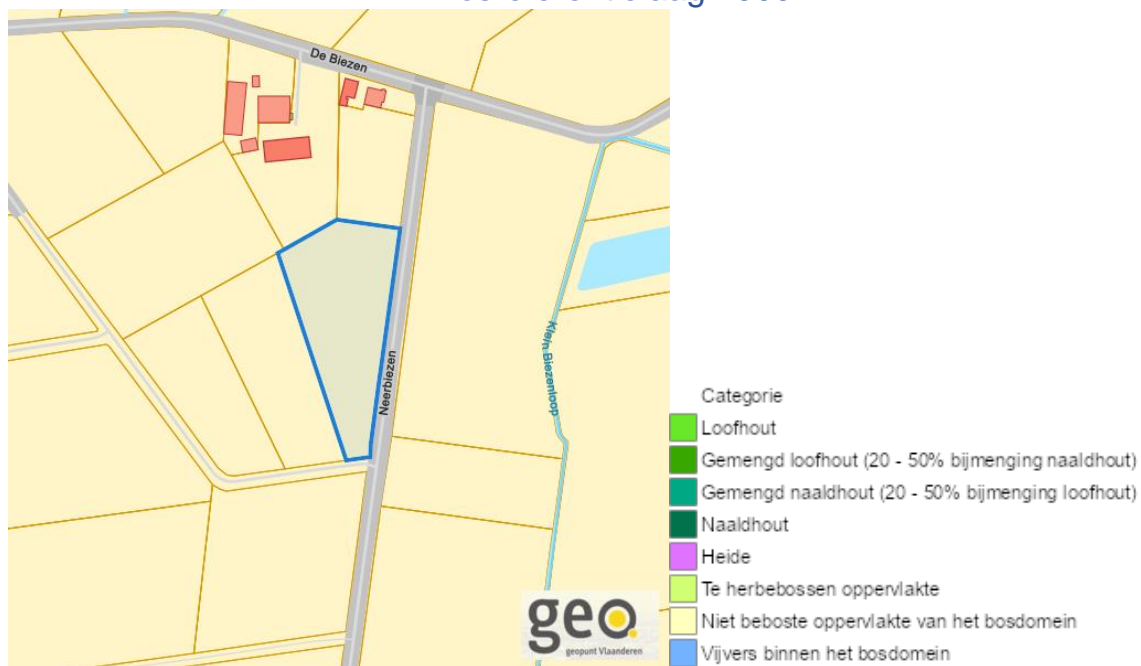 De Biezen
Neerbiezen
Klein Biezenloop
geo
geopunt Vlaanderen
Categorie
Loofhout
Gemengd loofhout (20 - 50% bijmenging naaldhout)
Gemengd naaldhout (20 - 50% bijmenging loofhout)
Naaldhout
Heide
Te herbebossen oppervlakte
Niet beboste oppervlakte van het bosdomein
Vijvers binnen het bosdomein